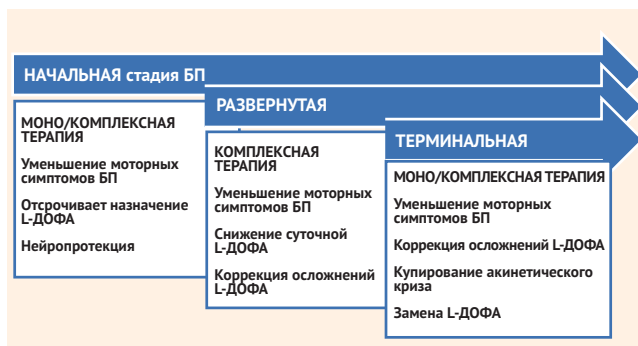 НАЧАЛЬНАЯ стадия БП
МОНО/КОМПЛЕКСНАЯ
ТЕРАПИЯ
Уменьшение моторных
симптомов БП
Отсрочивает назначение
L-ДОФА
Нейропротекция
РАЗВЕРНУТАЯ
КОМПЛЕКСНАЯ
ТЕРАПИЯ
Уменьшение моторных
симптомов БП
Снижение суточной
L-ДОФА
Коррекция осложнений
L-ДОФА
ТЕРМИНАЛЬНАЯ
МОНО/КОМПЛЕКСНАЯ ТЕРАПИЯ
Уменьшение моторных
симптомов БП
Коррекция осложнений L-ДОФА
Купирование акинетического
криза
Замена L-ДОФА